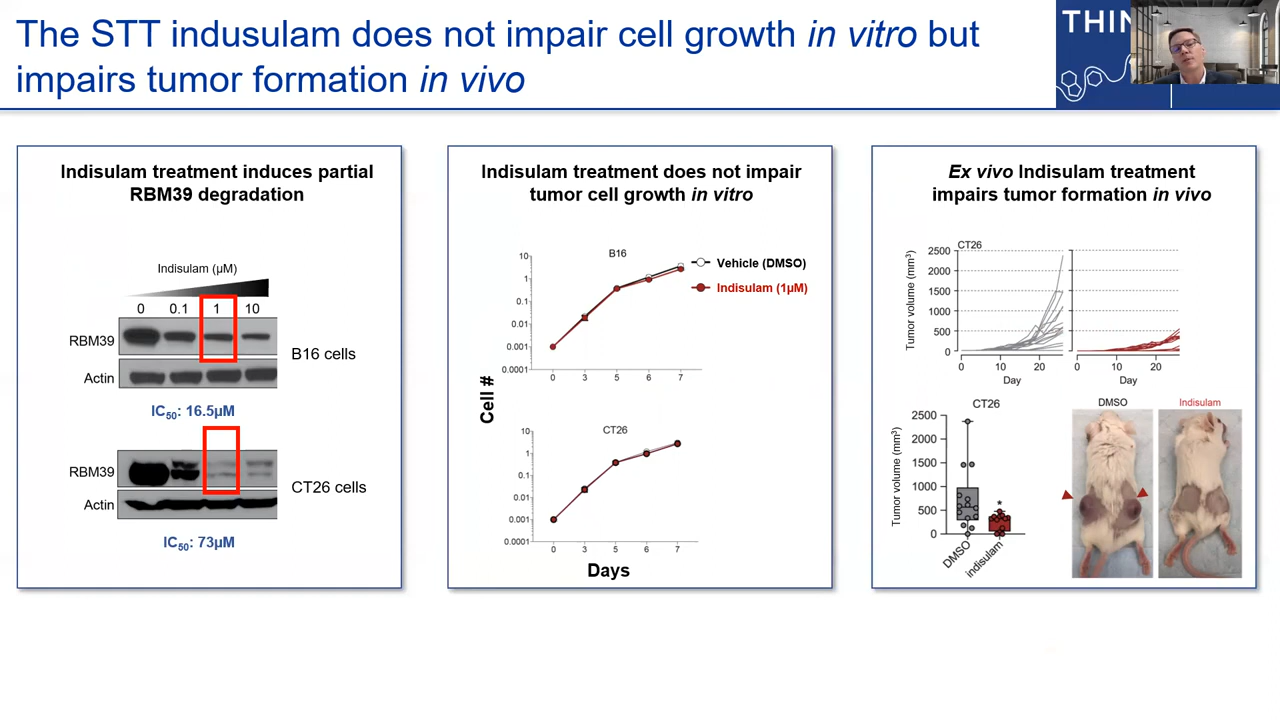 The STT indusulam does not impair cell growth in vitro but
impairs tumor formation in vivo
THIN
Indisulam treatment induces partial
RBM39 degradation
Indisulam (µM)
0 0.1 1 10
RBM39
B16 cells
Actin
IC50: 16.5µM
RBM39
CT26 cells
Actin
IC50: 73µM
Indisulam treatment does not impair
tumor cell growth in vitro
B16
Vehicle (DMSO)
Indisulam (1µM)
10
1
0.1
0.01
0.001
0.0001
0 3 5 6 7
Cell #
CT26
10
1
0.1
0.01
0.001
0.0001
0 3 5 6 7
Days
Ex vivo Indisulam treatment
impairs tumor formation in vivo
CT26
Tumor volume (mm3)
2500
2000
1500
1000
500
0
0 10 20 0 10 20
Day Day
CT26
Tumor volume (mm3)
2500
2000
1500
1000
500
0
*
DMSO
indisulam
DMSO Indisulam